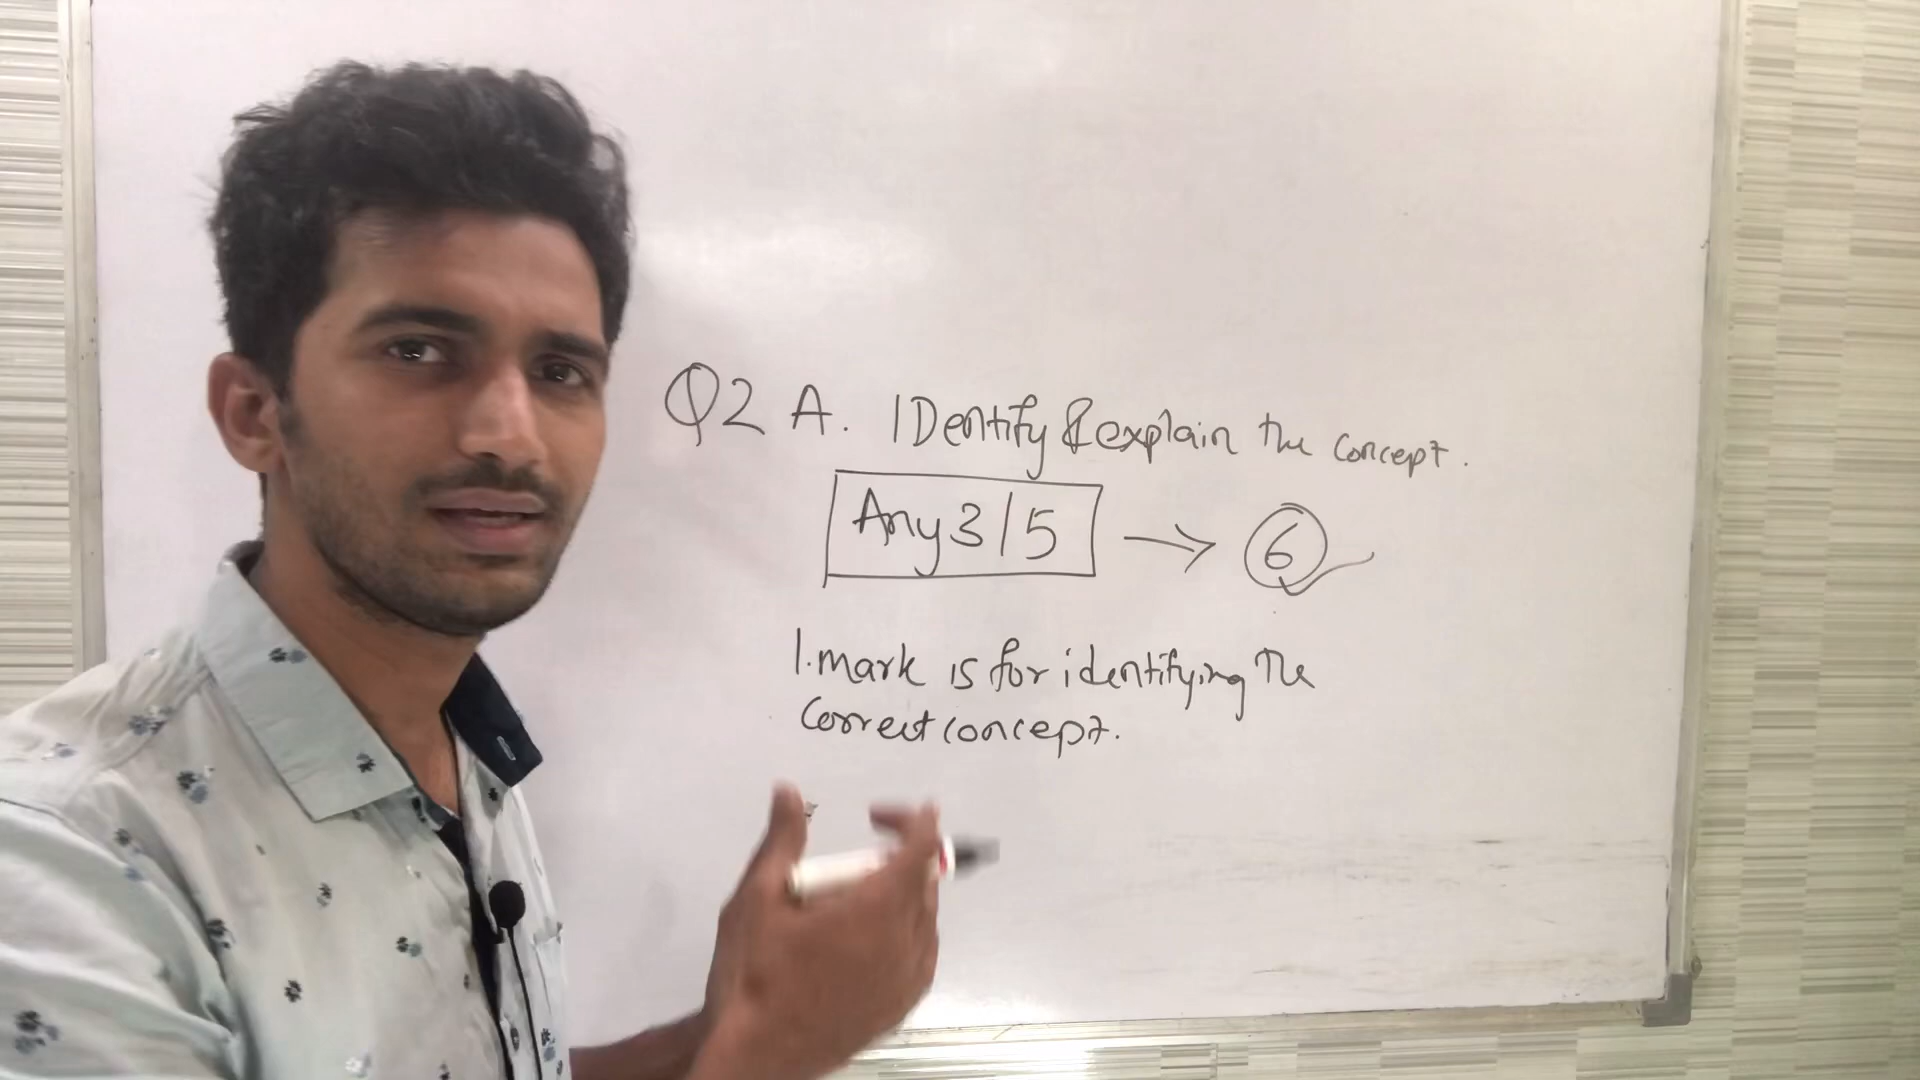 Q2 A. IDentify & explain the concept.
Any 3/5 → 6
1. mark is for identifying The
Correct concept.